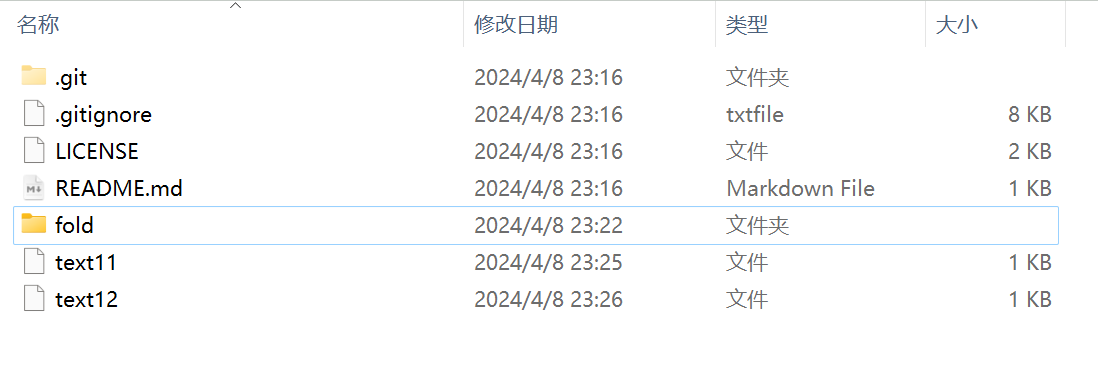 名称 修改日期 类型 大小
.git 2024/4/8 23:16 文件夹
.gitignore 2024/4/8 23:16 txtfile 8 KB
LICENSE 2024/4/8 23:16 文件 2 KB
README.md 2024/4/8 23:16 Markdown File 1 KB
fold 2024/4/8 23:22 文件夹
text11 2024/4/8 23:25 文件 1 KB
text12 2024/4/8 23:26 文件 1 KB